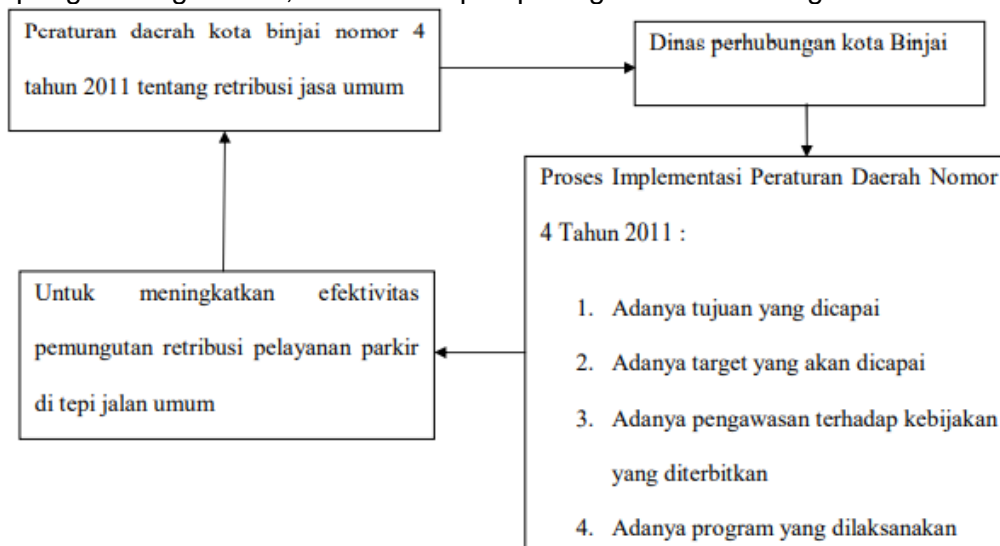 Peraturan daerah kota binjai nomor 4
tahun 2011 tentang retribusi jasa umum
Dinas perhubungan kota Binjai
Proses Implementasi Peraturan Daerah Nomor
4 Tahun 2011 :
1. Adanya tujuan yang dicapai
2. Adanya target yang akan dicapai
3. Adanya pengawasan terhadap kebijakan
yang diterbitkan
4. Adanya program yang dilaksanakan
Untuk meningkatkan efektivitas
pemungutan retribusi pelayanan parkir
di tepi jalan umum